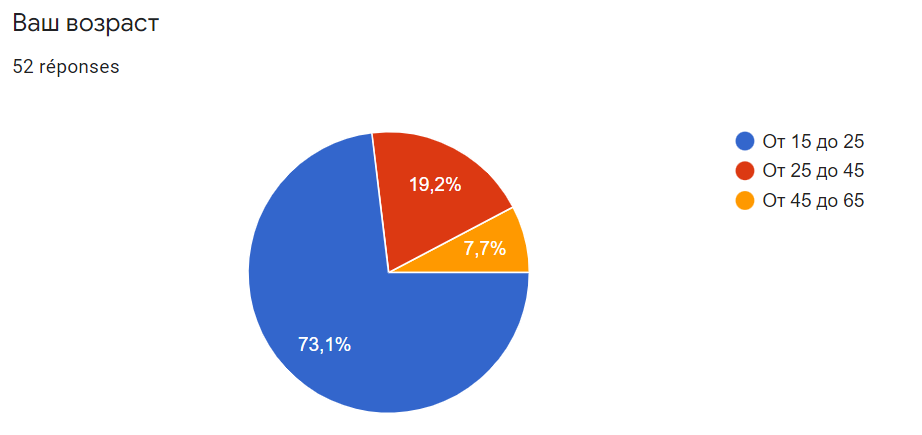 Ваш возраст
52 réponses
От 15 до 25
От 25 до 45
От 45 до 65
19,2%
7,7%
73,1%